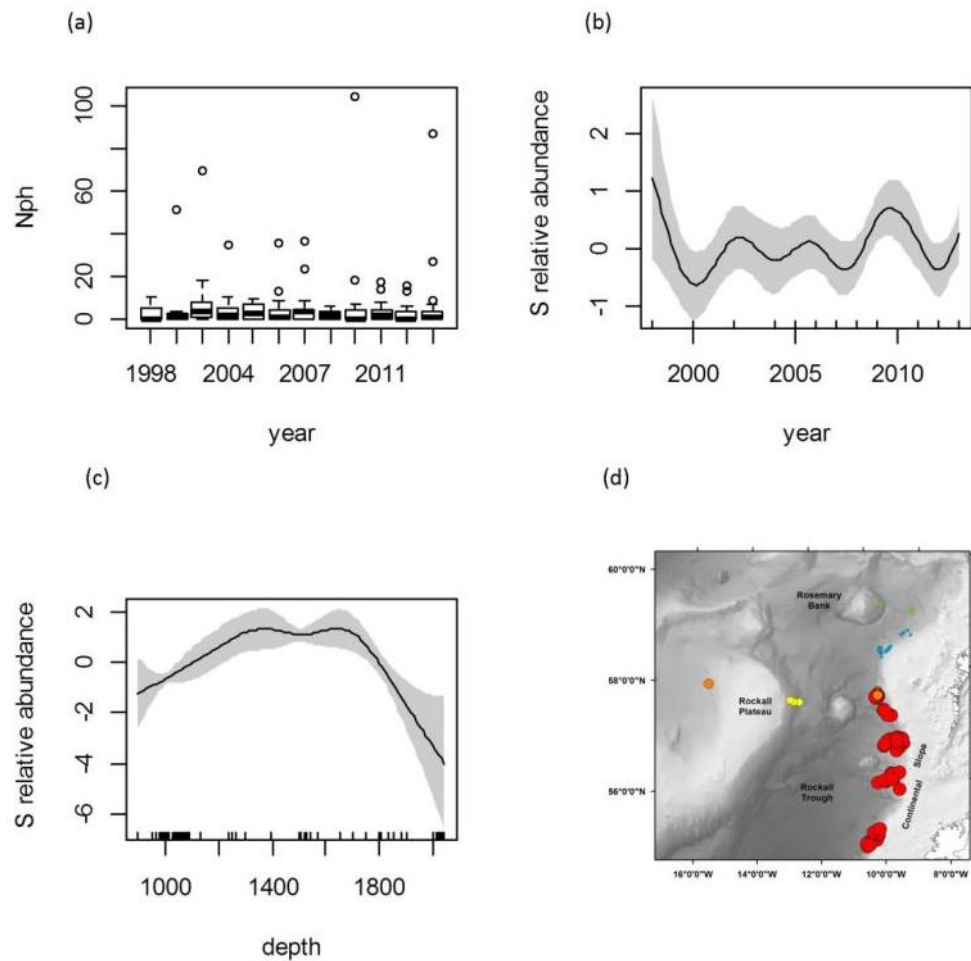 (a)
100
60
20
0
Nph
1998 2004 2007 2011
year
(b)
2
1
0
-1
S relative abundance
2000 2005 2010
year
(c)
2
0
-2
-4
-6
S relative abundance
1000 1400 1800
depth
(d)
60°0'0"N
58°0'0"N
56°0'0"N
Rosemary
Bank
Rockall
Plateau
Rockall
Trough
Continental Slope
16°0'0"W 14°0'0"W 12°0'0"W 10°0'0"W 8°0'0"W